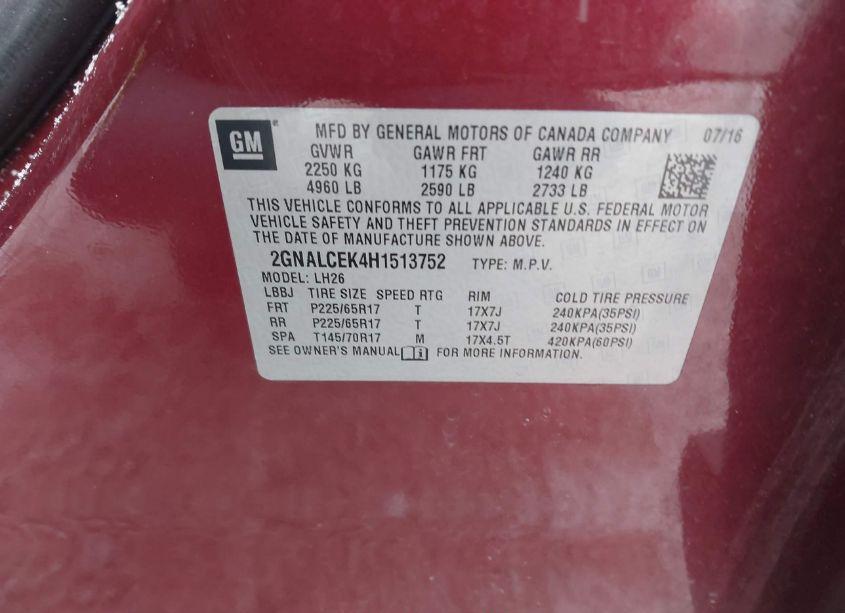 GM MFD BY GENERAL MOTORS OF CANADA COMPANY 07/16
GVWR GAWR FRT GAWR RR
2250 KG 1175 KG 1240 KG
4960 LB 2590 LB 2733 LB
THIS VEHICLE CONFORMS TO ALL APPLICABLE U.S. FEDERAL MOTOR
VEHICLE SAFETY AND THEFT PREVENTION STANDARDS IN EFFECT ON
THE DATE OF MANUFACTURE SHOWN ABOVE.
2GNALCEK4H1513752 TYPE: M.P.V.
MODEL: LH26
LBBJ TIRE SIZE SPEED RTG RIM COLD TIRE PRESSURE
FRT P225/65R17 T 17X7J 240KPA(35PSI)
RR P225/65R17 T 17X7J 240KPA(35PSI)
SPA T145/70R17 M 17X4.5T 420KPA(60PSI)
SEE OWNER'S MANUAL FOR MORE INFORMATION.